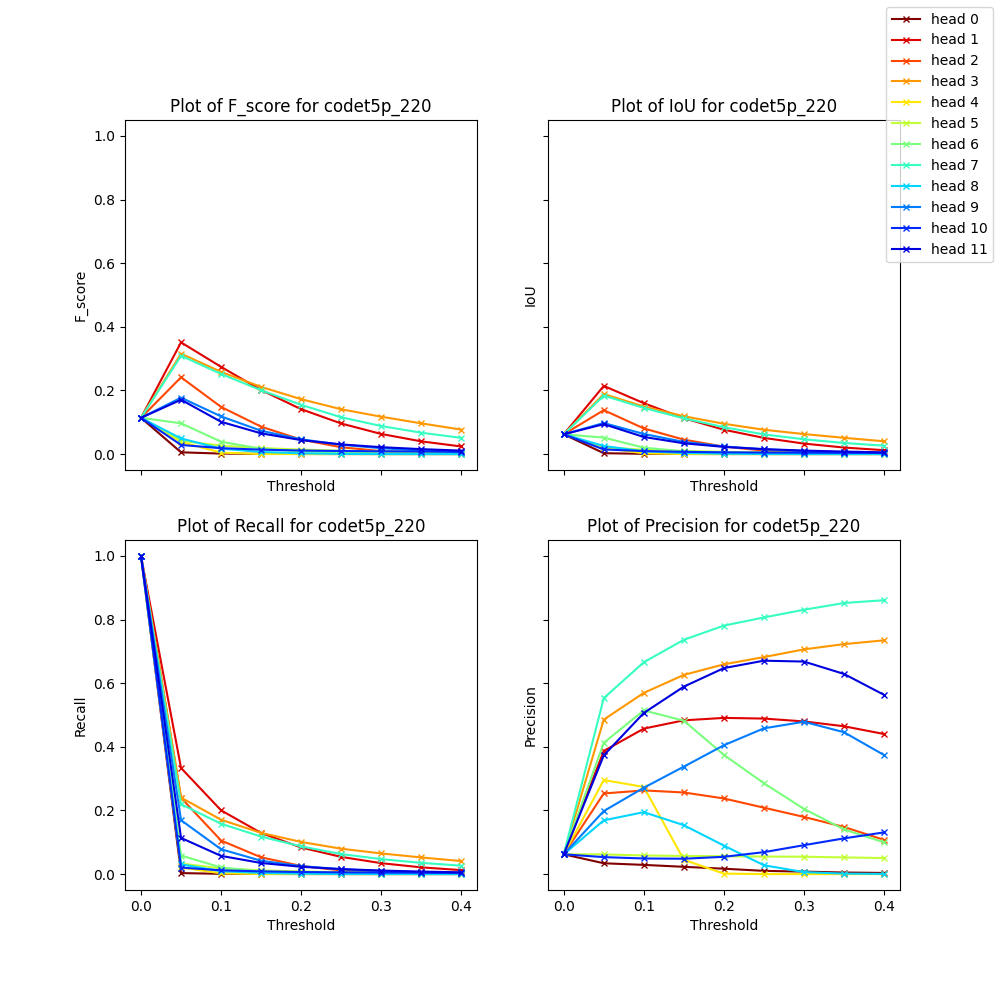 head 0
head 1
head 2
head 3
head 4
head 5
head 6
head 7
head 8
head 9
head 10
head 11
Plot of F_score for codet5p_220
1.0
0.8
0.6
0.4
0.2
0.0
F_score
Threshold
Plot of IoU for codet5p_220
IoU
Threshold
Plot of Recall for codet5p_220
1.0
0.8
0.6
0.4
0.2
0.0
Recall
0.0 0.1 0.2 0.3 0.4
Threshold
Plot of Precision for codet5p_220
Precision
0.0 0.1 0.2 0.3 0.4
Threshold